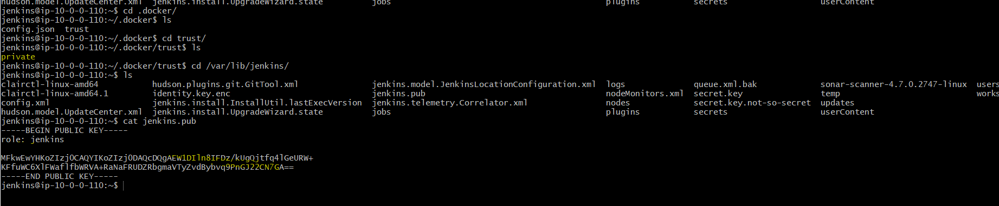 hudson.model.UpdateCenter.xml  jenkins.install.UpgradeWizard.state          jobs                                            plugins           secrets                   userContent
jenkins@ip-10-0-0-110:~$ cd .docker/
jenkins@ip-10-0-0-110:~/.docker$ ls
config.json  trust
jenkins@ip-10-0-0-110:~/.docker$ cd trust/
jenkins@ip-10-0-0-110:~/.docker/trust$ ls
private
jenkins@ip-10-0-0-110:~/.docker/trust$ cd /var/lib/jenkins/
jenkins@ip-10-0-0-110:~$ ls
clairctl-linux-amd64           hudson.plugins.git.GitTool.xml               jenkins.model.JenkinsLocationConfiguration.xml  logs              queue.xml.bak             sonar-scanner-4.7.0.2747-linux  users
clairctl-linux-amd64.1         identity.key.enc                             jenkins.pub                                     nodeMonitors.xml  secret.key                temp                            works
config.xml                     jenkins.install.InstallUtil.lastExecVersion  jenkins.telemetry.Correlator.xml                nodes             secret.key.not-so-secret  updates
hudson.model.UpdateCenter.xml  jenkins.install.UpgradeWizard.state          jobs                                            plugins           secrets                   userContent
jenkins@ip-10-0-0-110:~$ cat jenkins.pub
-----BEGIN PUBLIC KEY-----
role: jenkins

MFkwEwYHKoZIzj0CAQYIKoZIzj0DAQcDQgAEW1DIln8IFDz/kUgQjtfq4lGeURW+
KFfuWC6XlFWaflfbWRVA+RaNaFRUDZRbgmaVTyZvdBybvq9PnGJ22CN7GA==
-----END PUBLIC KEY-----
jenkins@ip-10-0-0-110:~$